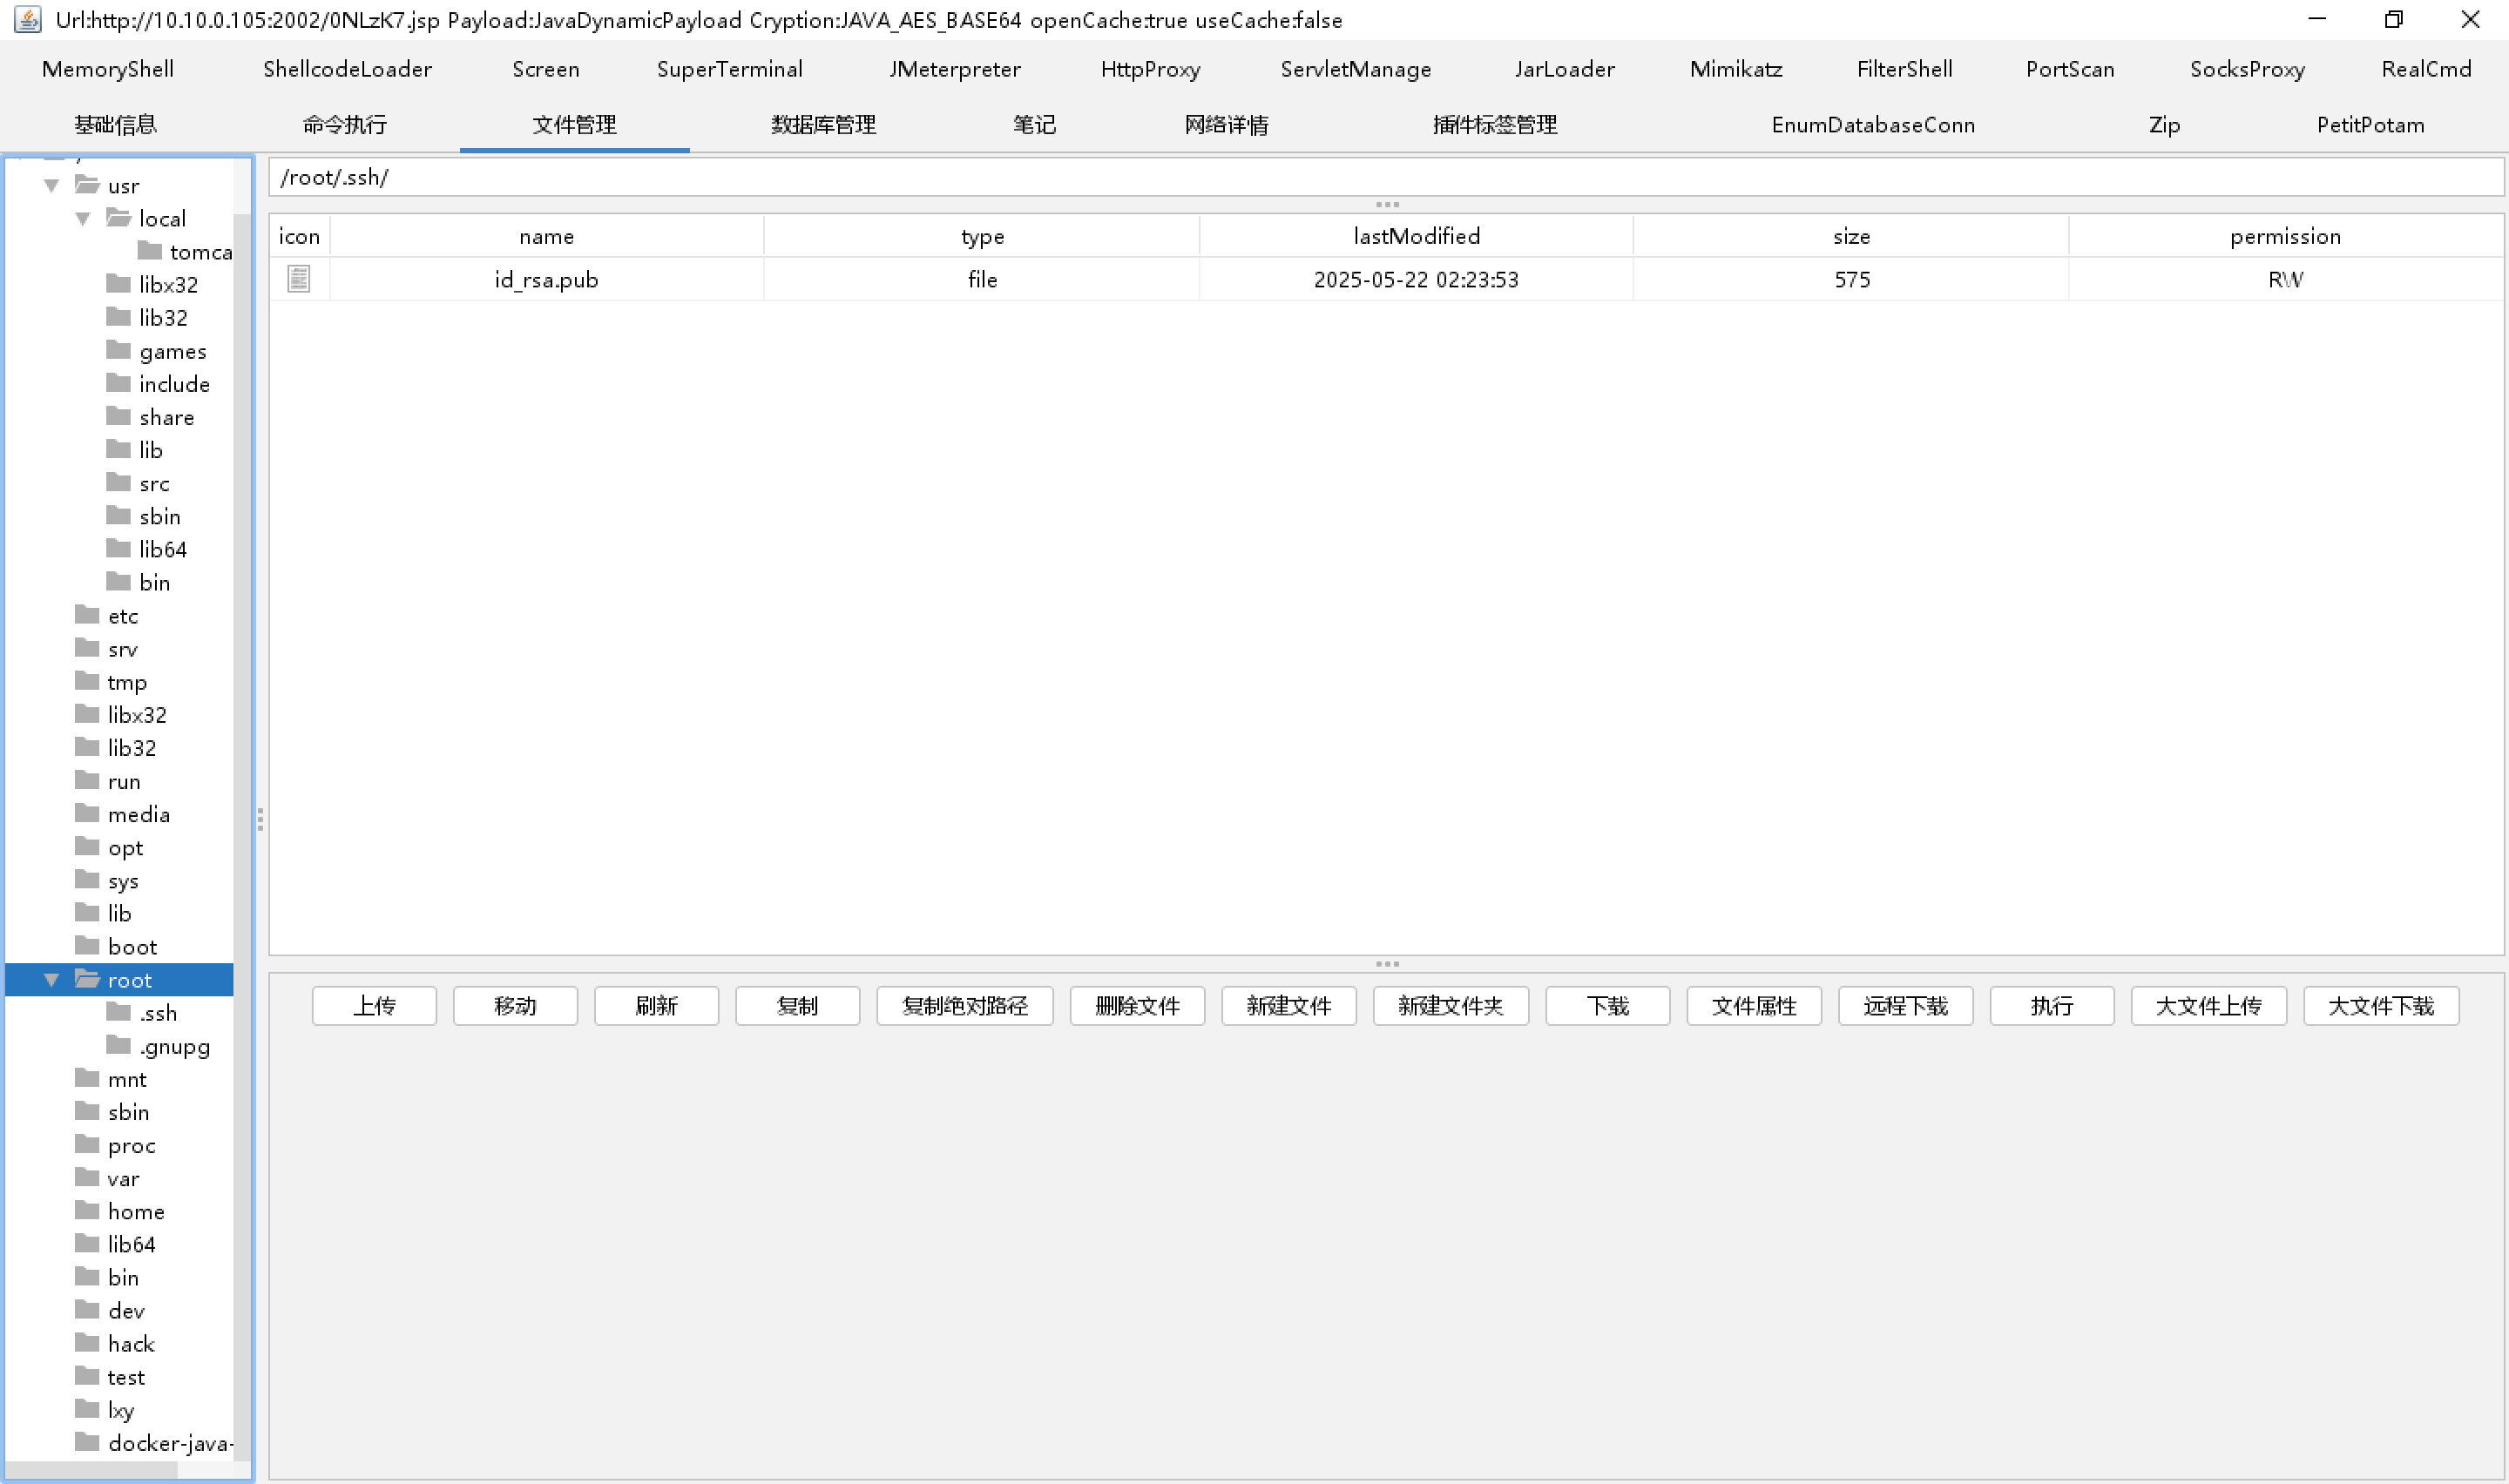 Url:http://10.10.0.105:2002/0NLzK7.jsp Payload:JavaDynamicPayload Cryption:JAVA_AES_BASE64 openCache:true useCache:false
MemoryShell ShellcodeLoader Screen SuperTerminal JMeterpreter HttpProxy ServletManage JarLoader Mimikatz FilterShell PortScan SocksProxy RealCmd
基础信息 命令执行 文件管理 数据库管理 笔记 网络详情 插件标签管理 EnumDatabaseConn Zip PetitPotam
/root/.ssh/
icon name type lastModified size permission
id_rsa.pub file 2025-05-22 02:23:53 575 RW
usr
local
tomca
libx32
lib32
games
include
share
lib
src
sbin
lib64
bin
etc
srv
tmp
libx32
lib32
run
media
opt
sys
lib
boot
root
.ssh
.gnupg
mnt
sbin
proc
var
home
lib64
bin
dev
hack
test
lxy
docker-java-
上传 移动 刷新 复制 复制绝对路径 删除文件 新建文件 新建文件夹 下载 文件属性 远程下载 执行 大文件上传 大文件下载